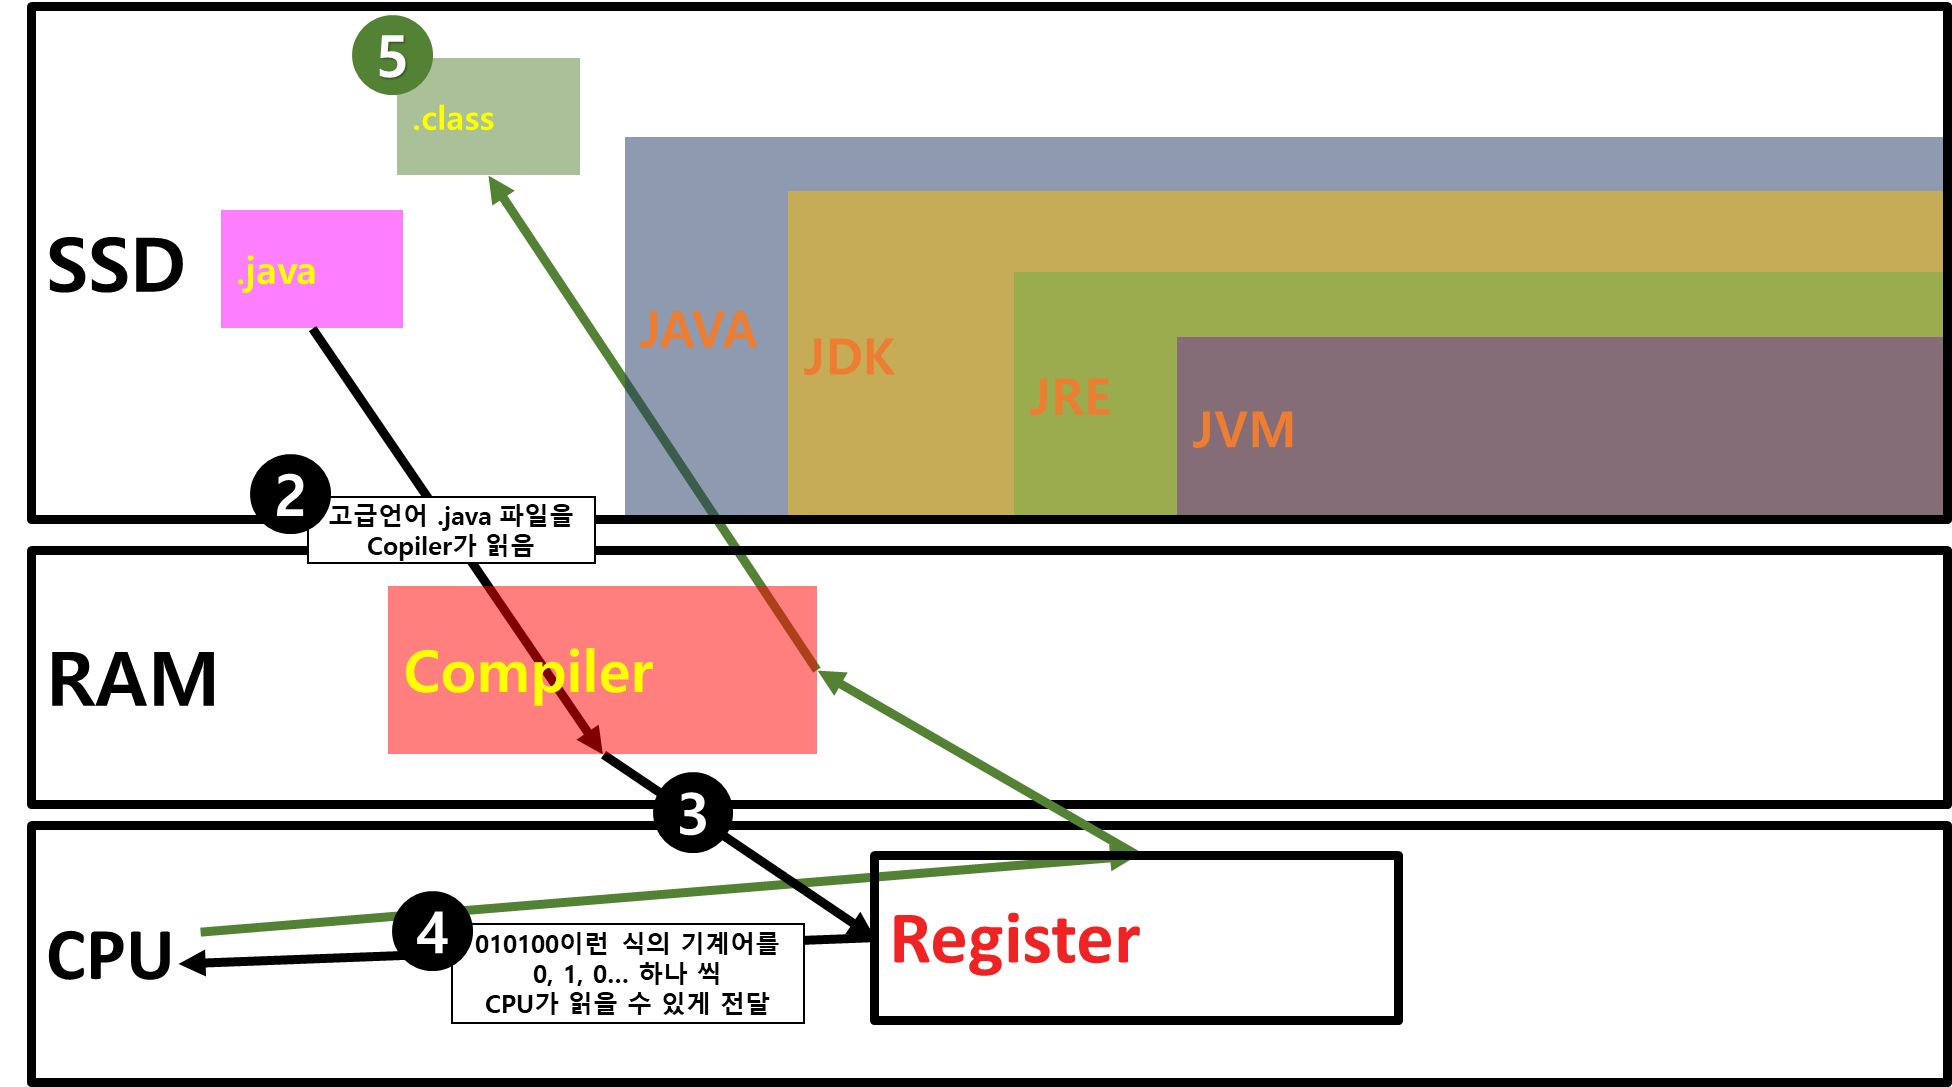 5
.class
SSD
.java
JAVA
JDK
JRE
JVM
2
고급언어 .java 파일을
Copiler가 읽음
RAM
Compiler
3
CPU
4
010100이런 식의 기계어를
0, 1, 0... 하나 씩
CPU가 읽을 수 있게 전달
Register